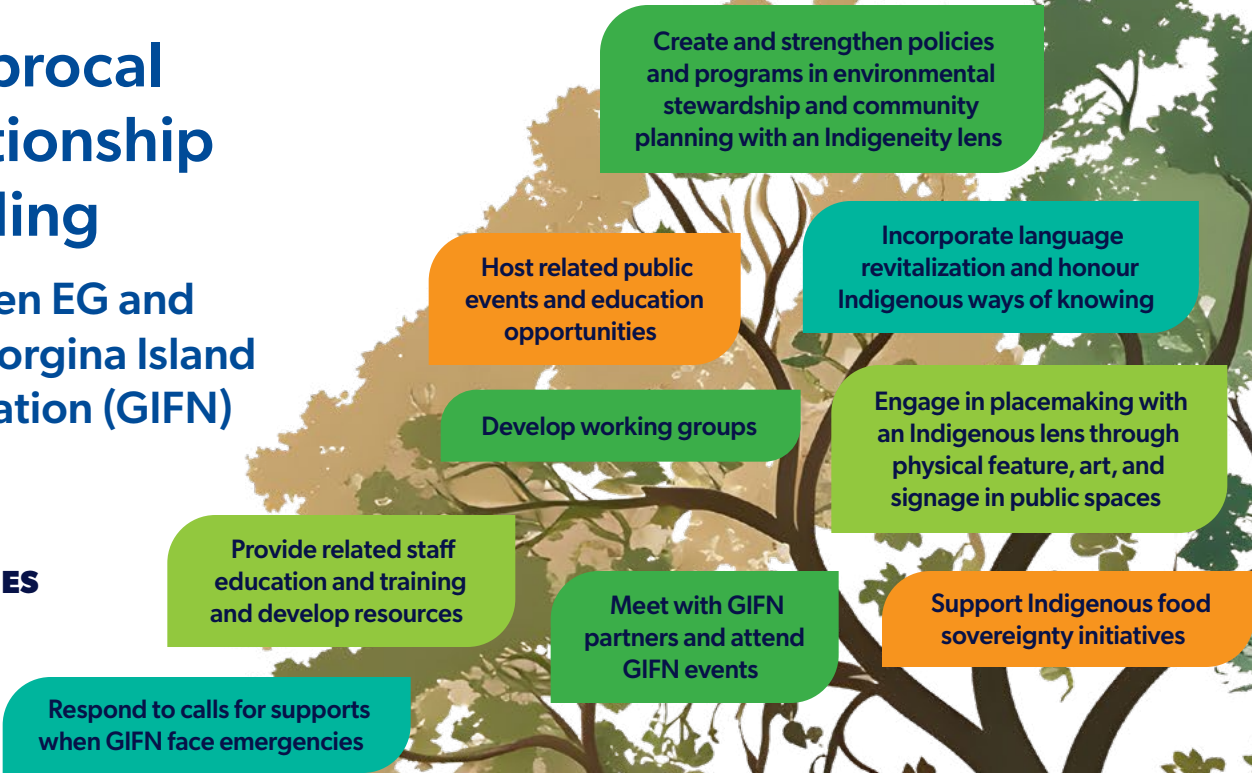 procal
tionship
ling
en EG and
orgina Island
ation (GIFN)
ES
Create and strengthen policies
and programs in environmental
stewardship and community
planning with an Indigeneity lens
Host related public
events and education
opportunities
Incorporate language
revitalization and honour
Indigenous ways of knowing
Develop working groups
Engage in placemaking with
an Indigenous lens through
physical feature, art, and
signage in public spaces
Provide related staff
education and training
and develop resources
Meet with GIFN
partners and attend
GIFN events
Support Indigenous food
sovereignty initiatives
Respond to calls for supports
when GIFN face emergencies